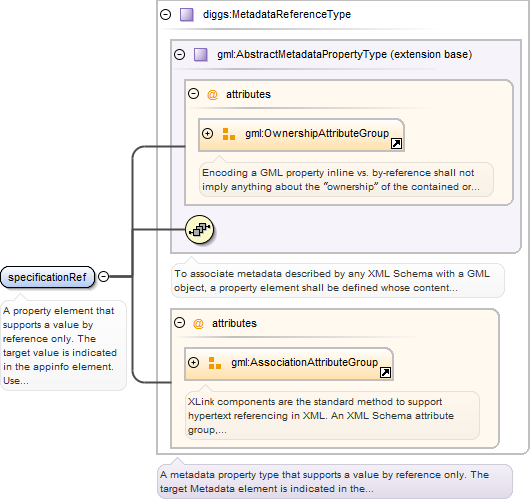 diggs:MetadataReferenceType
gml:AbstractMetadataPropertyType (extension base)
@ attributes
gml:OwnershipAttributeGroup
Encoding a GML property inline vs. by-reference shall not
imply anything about the "ownership" of the contained or...
specificationRef
To associate metadata described by any XML Schema with a GML
object, a property element shall be defined whose content...
A property element that
supports a value by
reference only. The
target value is indicated
in the appinfo element.
Use...
@ attributes
gml:AssociationAttributeGroup
XLink components are the standard method to support
hypertext referencing in XML. An XML Schema attribute
group,...
A metadata property type that supports a value by reference only. The
target Metadata element is indicated in the...